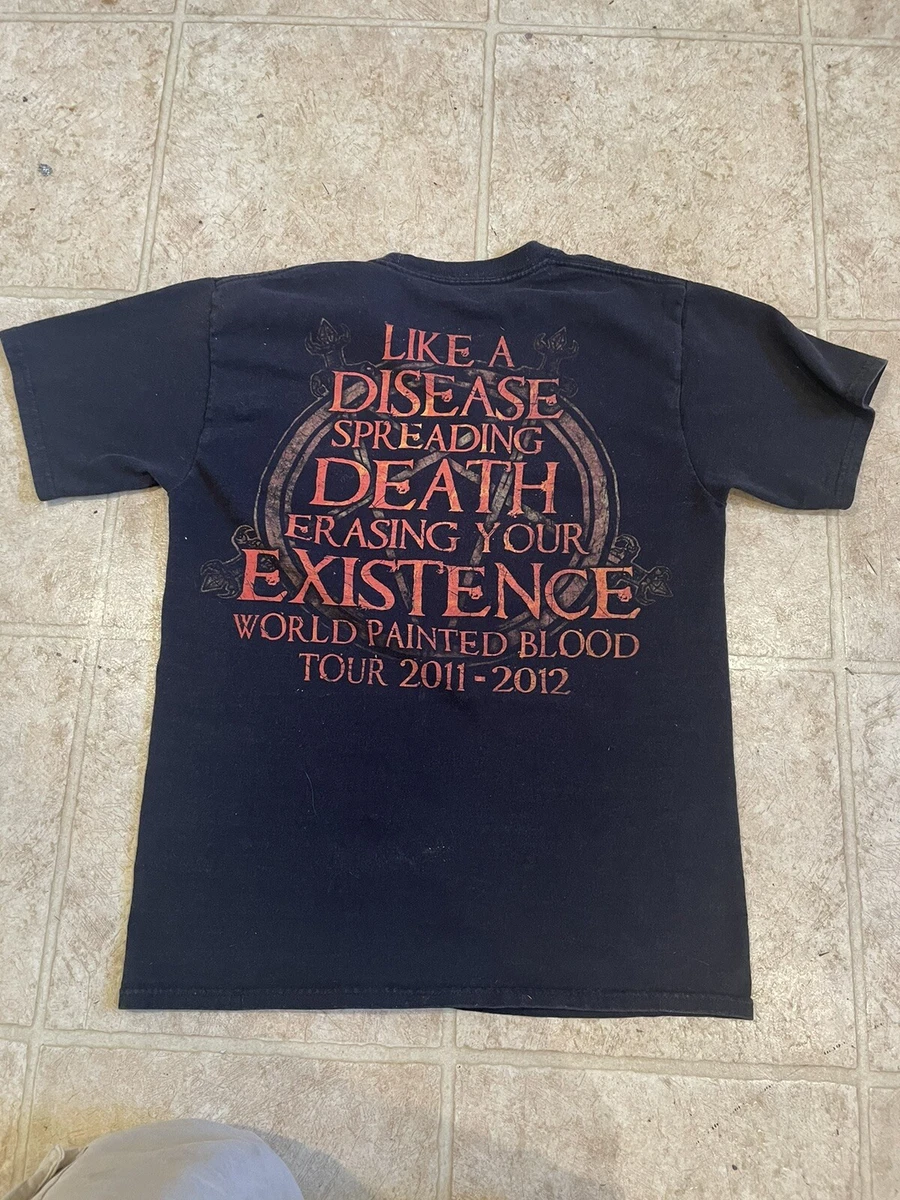 LIKE A
DISEASE
SPREADING
DEATH
ERASING YOUR
EXISTENCE
WORLD PAINTED BLOOD
TOUR 2011-2012